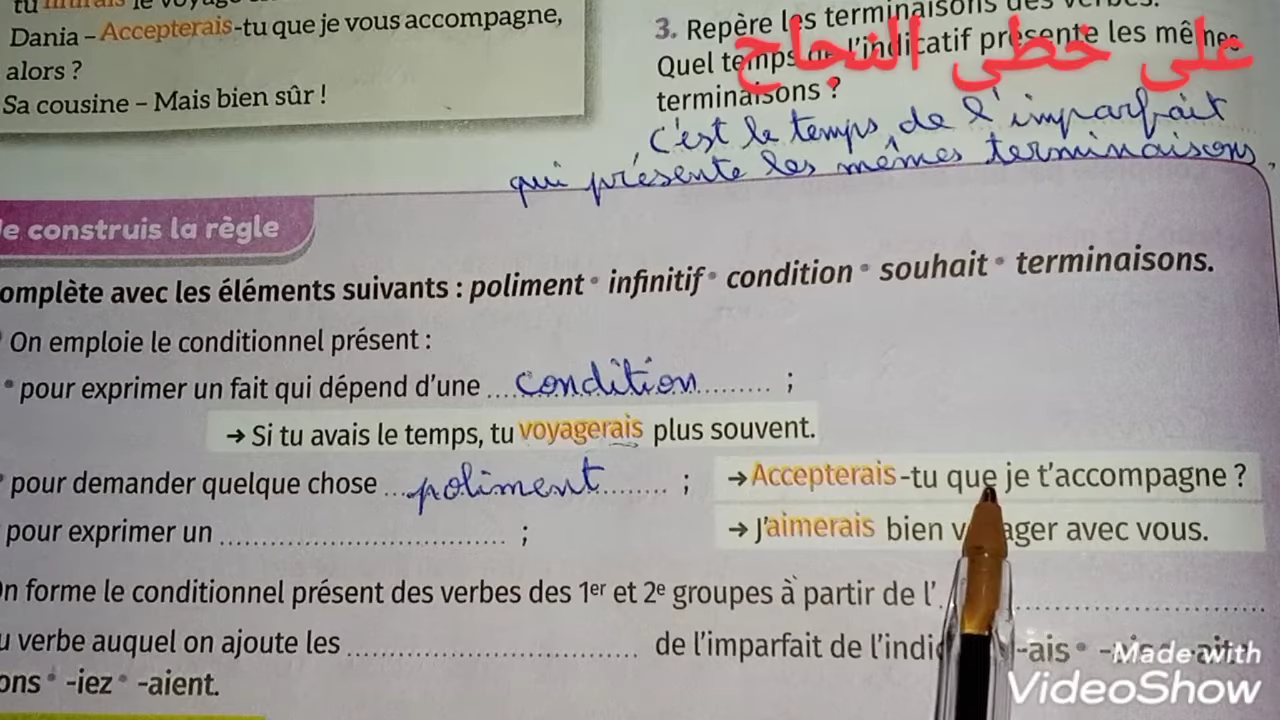 tu
Dania – Accepterais-tu que je vous accompagne,
alors ?
Sa cousine – Mais bien sûr !
3. Repère les terminaisons des verbes.
Quel temps de l'indicatif présente les mêmes
terminaisons ?
على خطى النجاح
c'est le temps de l'imparfait
qui présente les mêmes terminaisons.
Je construis la règle
omplète avec les éléments suivants : poliment • infinitif • condition • souhait • terminaisons.
On emploie le conditionnel présent :
• pour exprimer un fait qui dépend d'une condition ;
→ Si tu avais le temps, tu voyagerais plus souvent.
pour demander quelque chose poliment ; → Accepterais-tu que je t'accompagne ?
pour exprimer un ........ ; → J'aimerais bien voyager avec vous.
n forme le conditionnel présent des verbes des 1er et 2e groupes à partir de l'........
u verbe auquel on ajoute les ........ de l'imparfait de l'indi -ais •
ons • -iez • -aient.
Made with
VideoShow